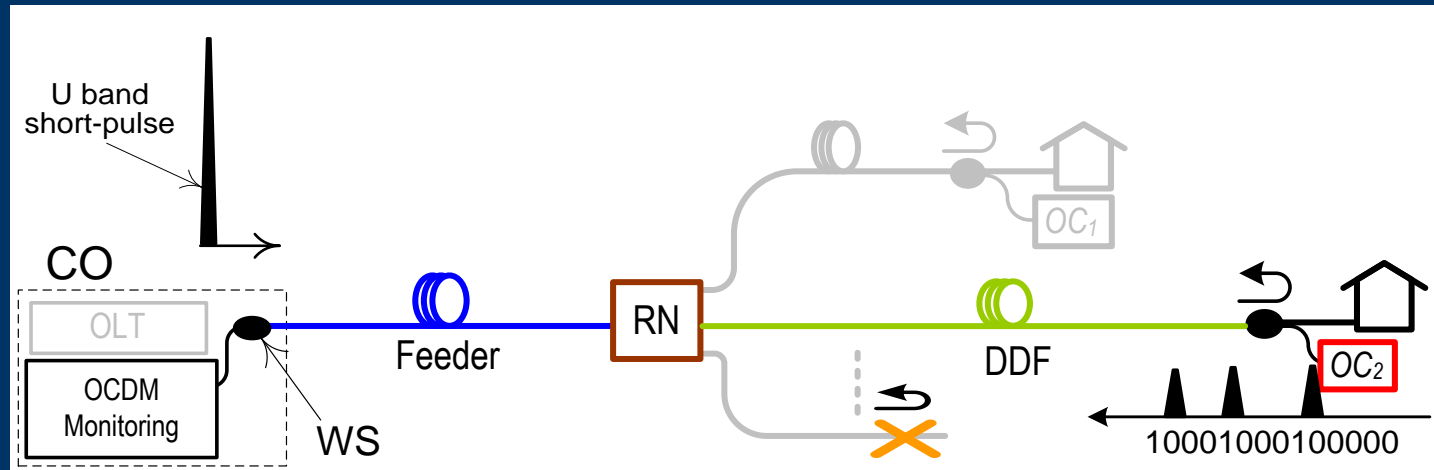 U band
short-pulse
CO
OLT
OCDM
Monitoring
WS
Feeder
RN
OC₁
DDF
OC₂
10001000100000